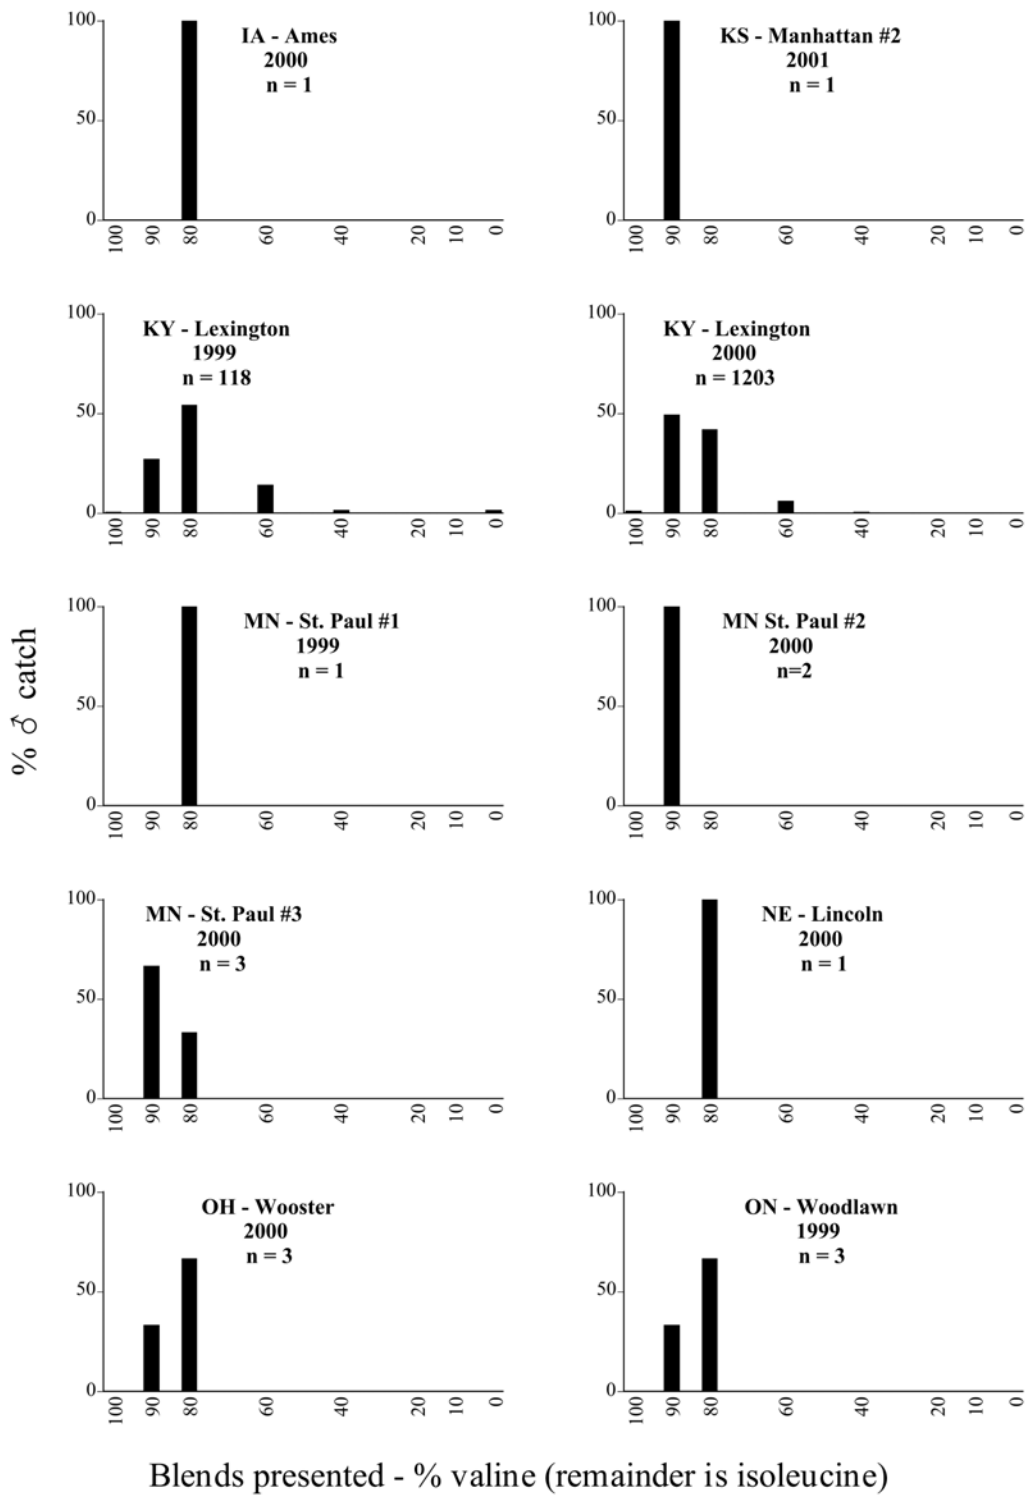 100
50
0
IA - Ames
2000
n = 1
100 90 80 60 40 20 10 0
100
50
0
KS - Manhattan #2
2001
n = 1
100 90 80 60 40 20 10 0
100
50
0
KY - Lexington
1999
n = 118
100 90 80 60 40 20 10 0
100
50
0
KY - Lexington
2000
n = 1203
100 90 80 60 40 20 10 0
% ♂ catch
100
50
0
MN - St. Paul #1
1999
n = 1
100 90 80 60 40 20 10 0
100
50
0
MN St. Paul #2
2000
n=2
100 90 80 60 40 20 10 0
100
50
0
MN - St. Paul #3
2000
n = 3
100 90 80 60 40 20 10 0
100
50
0
NE - Lincoln
2000
n = 1
100 90 80 60 40 20 10 0
100
50
0
OH - Wooster
2000
n = 3
100 90 80 60 40 20 10 0
100
50
0
ON - Woodlawn
1999
n = 3
100 90 80 60 40 20 10 0
Blends presented - % valine (remainder is isoleucine)